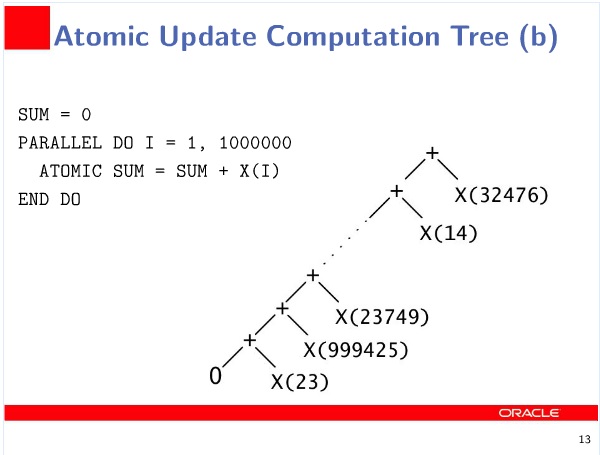 Atomic Update Computation Tree (b)
SUM = 0
PARALLEL DO I = 1, 1000000
ATOMIC SUM = SUM + X(I)
END DO
+
+
X(32476)
X(14)
+
+
X(23749)
+
X(999425)
0
X(23)
ORACLE
13